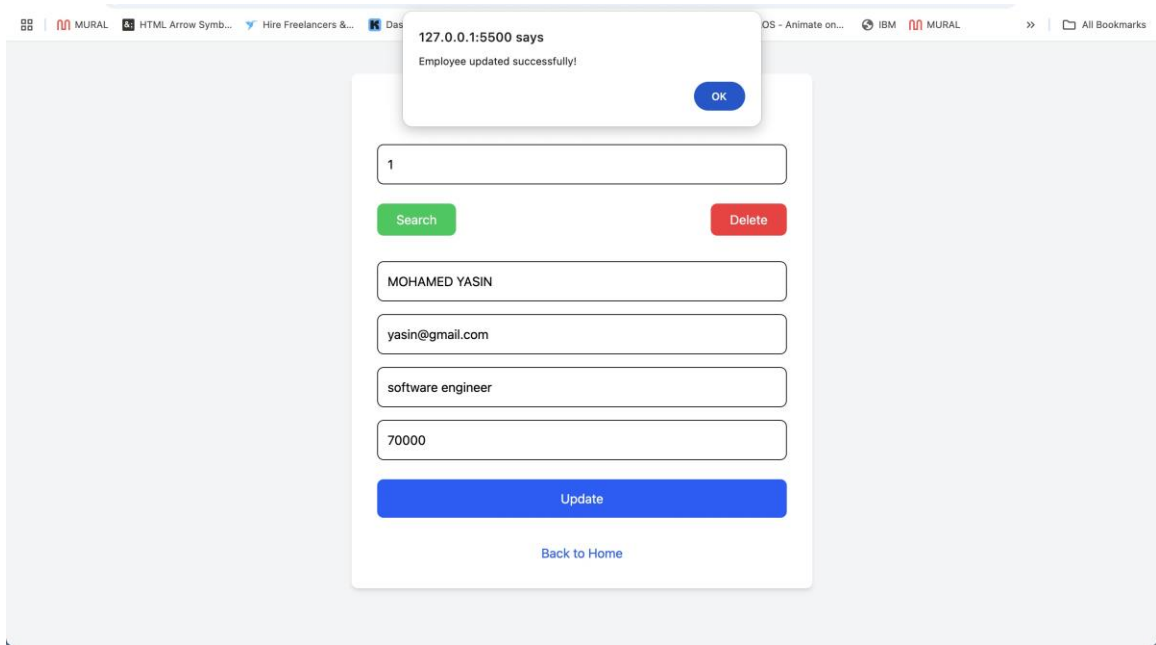 MURAL &; HTML Arrow Symb... Hire Freelancers &... K Das OS - Animate on... IBM MURAL » All Bookmarks
127.0.0.1:5500 says
Employee updated successfully!
OK
1
Search Delete
MOHAMED YASIN
yasin@gmail.com
software engineer
70000
Update
Back to Home